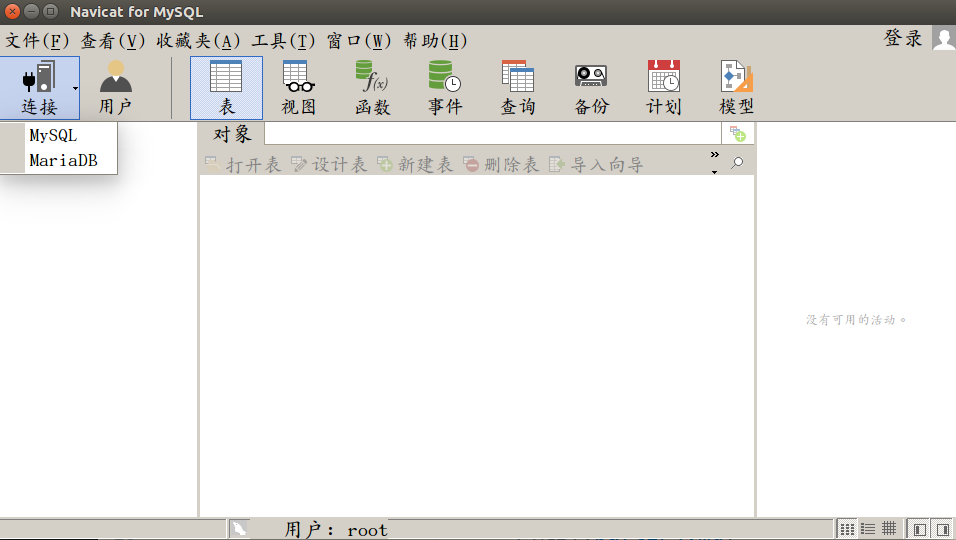 Navicat for MySQL
文件(F) 查看(V) 收藏夹(A) 工具(T) 窗口(W) 帮助(H) 登录
连接 用户 表 视图 函数 事件 查询 备份 计划 模型
MySQL
MariaDB
对象
打开表 设计表 新建表 删除表 导入向导 »
没有可用的活动。
用户: root